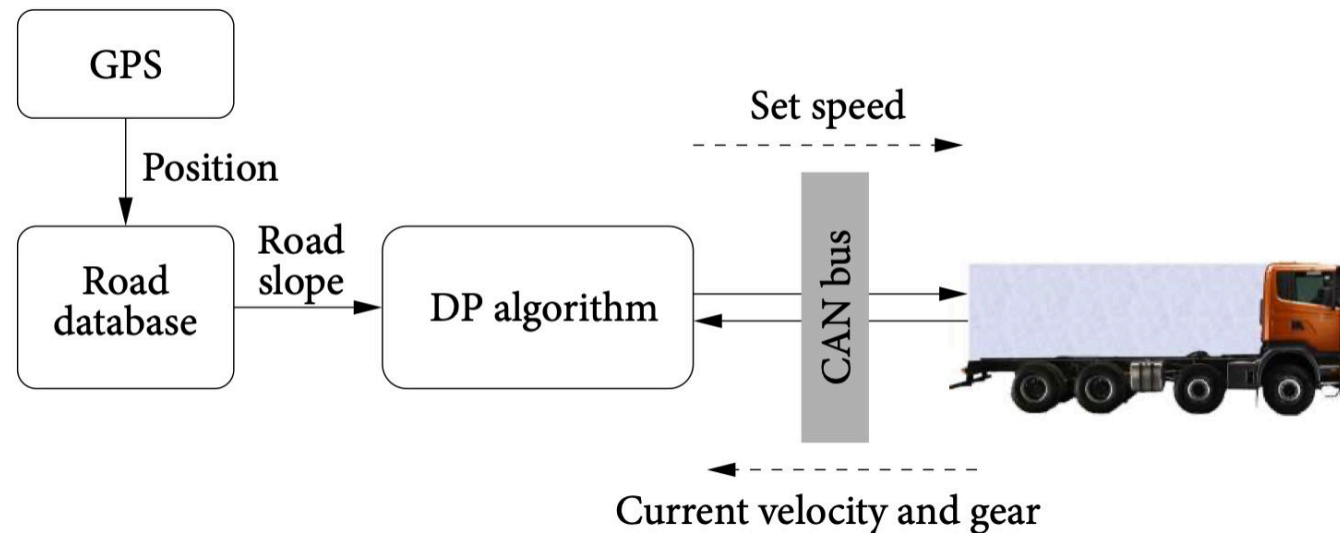 GPS
Position
Road
database
Road
slope
DP algorithm
Set speed
CAN bus
Current velocity and gear